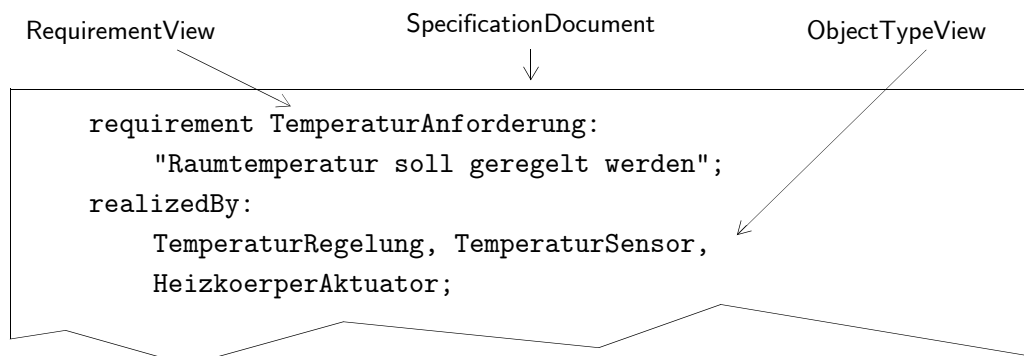 RequirementView SpecificationDocument ObjectTypeView
requirement TemperaturAnforderung:
"Raumtemperatur soll geregelt werden";
realizedBy:
TemperaturRegelung, TemperaturSensor,
HeizkoerperAktuator;